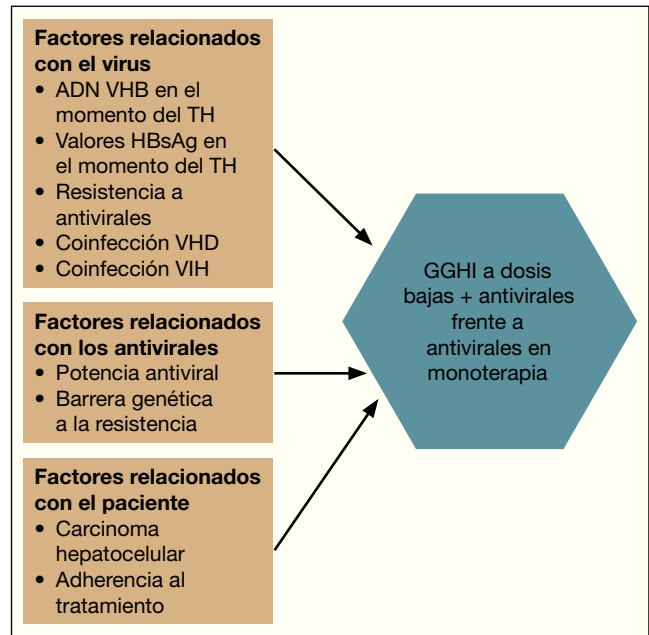 Factores relacionados
con el virus
• ADN VHB en el
momento del TH
• Valores HBsAg en
el momento del TH
• Resistencia a
antivirales
• Coinfección VHD
• Coinfección VIH
Factores relacionados
con los antivirales
• Potencia antiviral
• Barrera genética
a la resistencia
Factores relacionados
con el paciente
• Carcinoma
hepatocelular
• Adherencia al
tratamiento
GGHI a dosis
bajas + antivirales
frente a
antivirales en
monoterapia